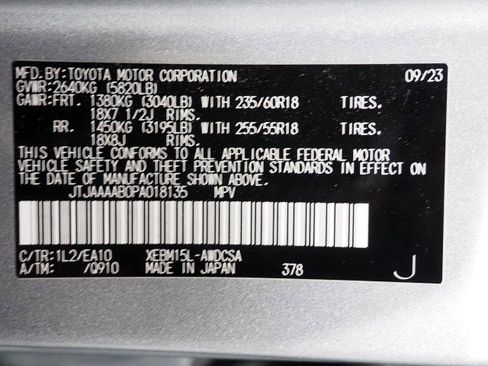 MFD.BY:TOYOTA MOTOR CORPORATION 09/23
GVWR:2640KG (5820LB)
GAWR:FRT. 1380KG (3040LB) WITH 235/60R18 TIRES.
18X7 1/2J RIMS.
RR. 1450KG (3195LB) WITH 255/55R18 TIRES.
18X8J RIMS.
THIS VEHICLE CONFORMS TO ALL APPLICABLE FEDERAL MOTOR
VEHICLE SAFETY AND THEFT PREVENTION STANDARDS IN EFFECT
ON THE DATE OF MANUFACTURE SHOWN ABOVE.
JTJAAAAB0PA018135 MPV
C/TR:1L2/EA10 XEBM15L-AWDCSA
A/TM: /Q910 MADE IN JAPAN 378 J